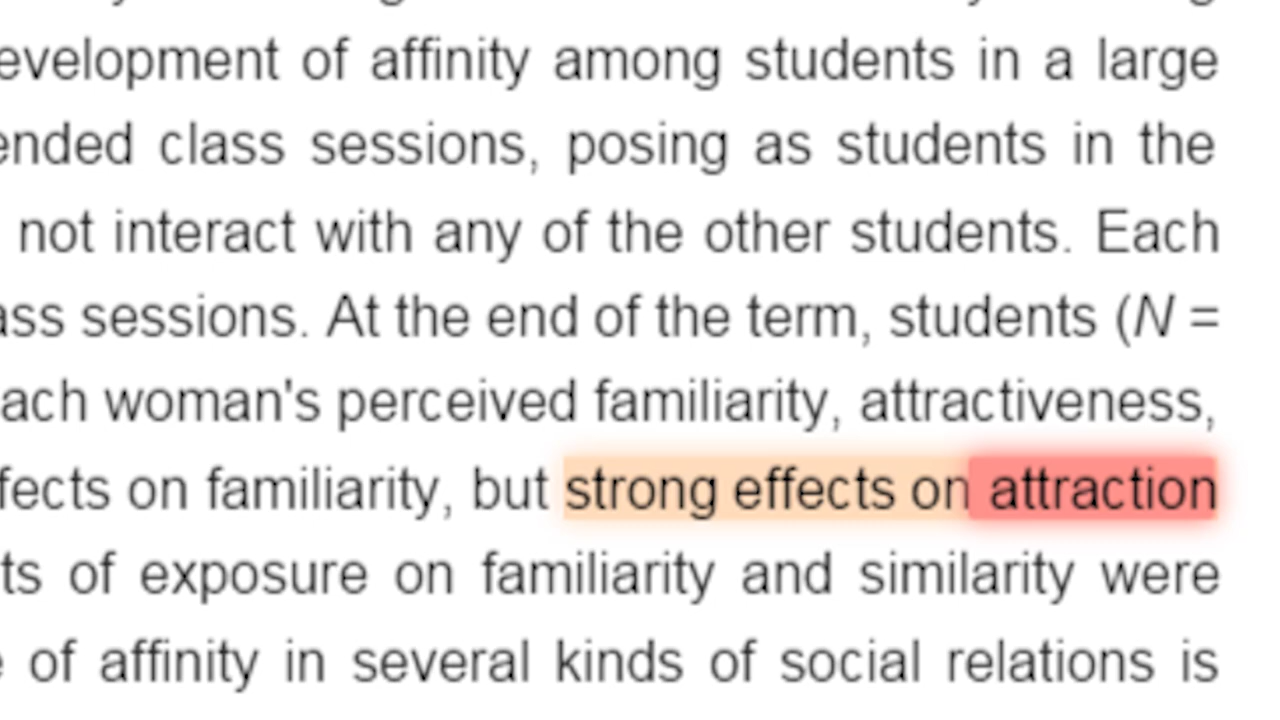 evelopment of affinity among students in a large
ended class sessions, posing as students in the
not interact with any of the other students. Each
ass sessions. At the end of the term, students (N =
ach woman's perceived familiarity, attractiveness,
fects on familiarity, but strong effects on attraction
ts of exposure on familiarity and similarity were
of affinity in several kinds of social relations is